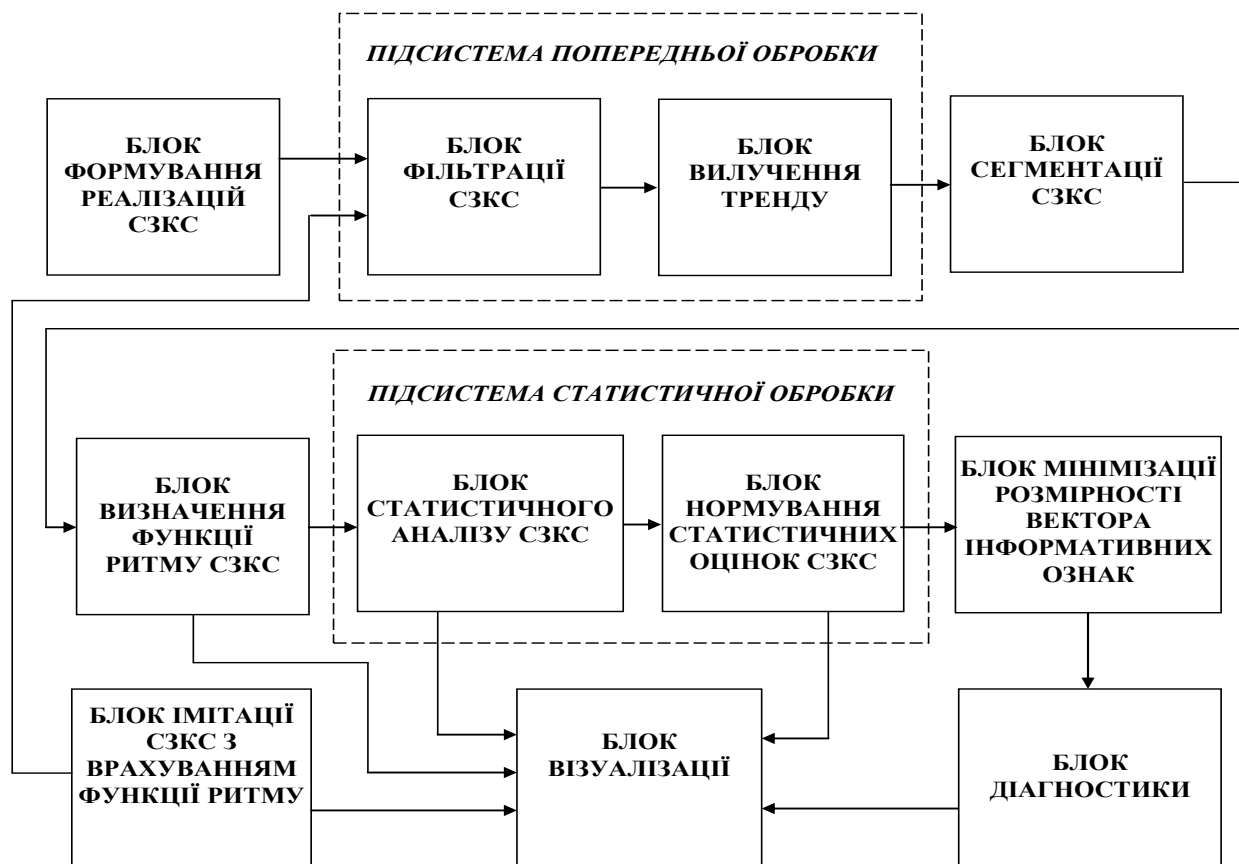 ПІДСИСТЕМА ПОПЕРЕДНЬОЇ ОБРОБКИ
БЛОК
ФОРМУВАННЯ
РЕАЛІЗАЦІЙ
СЗКС
БЛОК
ФІЛЬТРАЦІЇ
СЗКС
БЛОК
ВИЛУЧЕННЯ
ТРЕНДУ
БЛОК
СЕГМЕНТАЦІЇ
СЗКС
ПІДСИСТЕМА СТАТИСТИЧНОЇ ОБРОБКИ
БЛОК
ВИЗНАЧЕННЯ
ФУНКЦІЇ
РИТМУ СЗКС
БЛОК
СТАТИСТИЧНОГО
АНАЛІЗУ СЗКС
БЛОК
НОРМУВАННЯ
СТАТИСТИЧНИХ
ОЦІНОК СЗКС
БЛОК МІНІМІЗАЦІЇ
РОЗМІРНОСТІ
ВЕКТОРА
ІНФОРМАТИВНИХ
ОЗНАК
БЛОК ІМІТАЦІЇ
СЗКС З
ВРАХУВАННЯМ
ФУНКЦІЇ РИТМУ
БЛОК
ВІЗУАЛІЗАЦІЇ
БЛОК
ДІАГНОСТИКИ